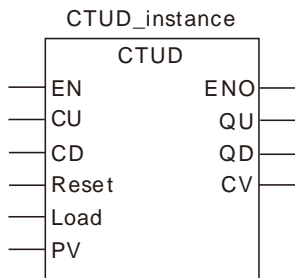 CTUD_instance
CTUD
EN ENO
CU QU
CD QD
Reset CV
Load
PV